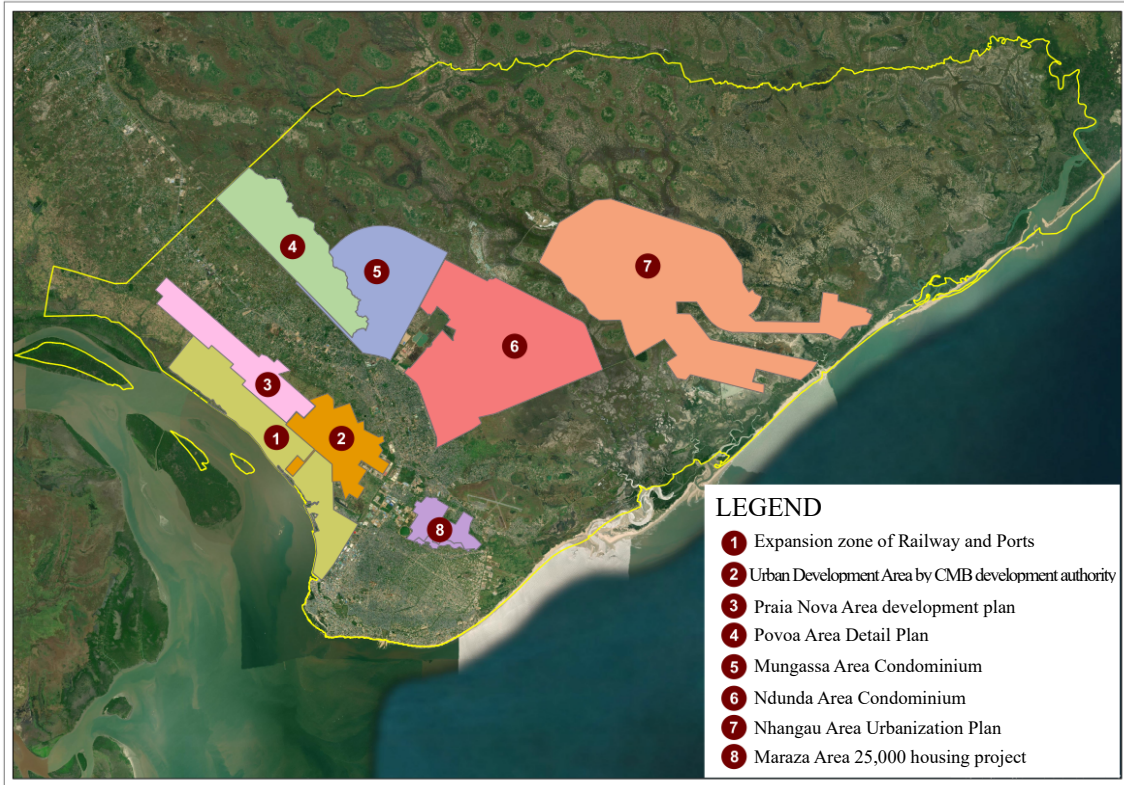 4
5
7
6
3
1
2
8
LEGEND
1 Expansion zone of Railway and Ports
2 Urban Development Area by CMB development authority
3 Praia Nova Area development plan
4 Povoa Area Detail Plan
5 Mungassa Area Condominium
6 Ndunda Area Condominium
7 Nhangau Area Urbanization Plan
8 Maraza Area 25,000 housing project